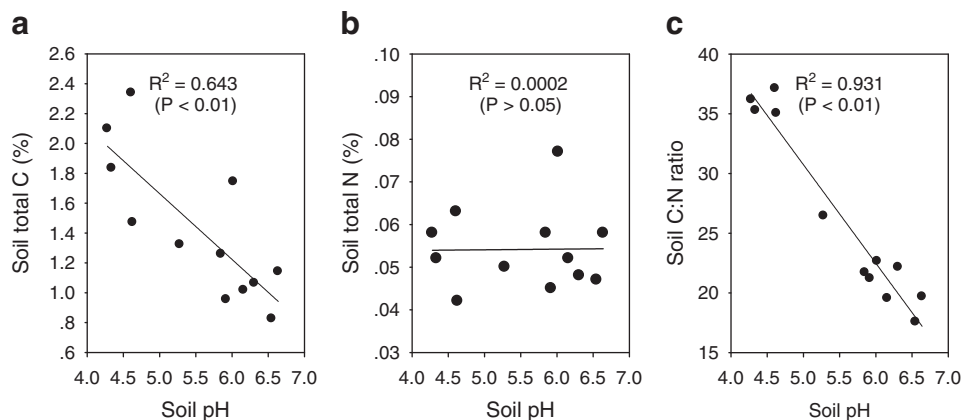 a
R² = 0.643
(P < 0.01)
Soil total C (%)
2.6
2.4
2.2
2.0
1.8
1.6
1.4
1.2
1.0
.8
.6
4.0 4.5 5.0 5.5 6.0 6.5 7.0
Soil pH
b
R² = 0.0002
(P > 0.05)
Soil total N (%)
.10
.09
.08
.07
.06
.05
.04
.03
4.0 4.5 5.0 5.5 6.0 6.5 7.0
Soil pH
c
R² = 0.931
(P < 0.01)
Soil C:N ratio
40
35
30
25
20
15
4.0 4.5 5.0 5.5 6.0 6.5 7.0
Soil pH